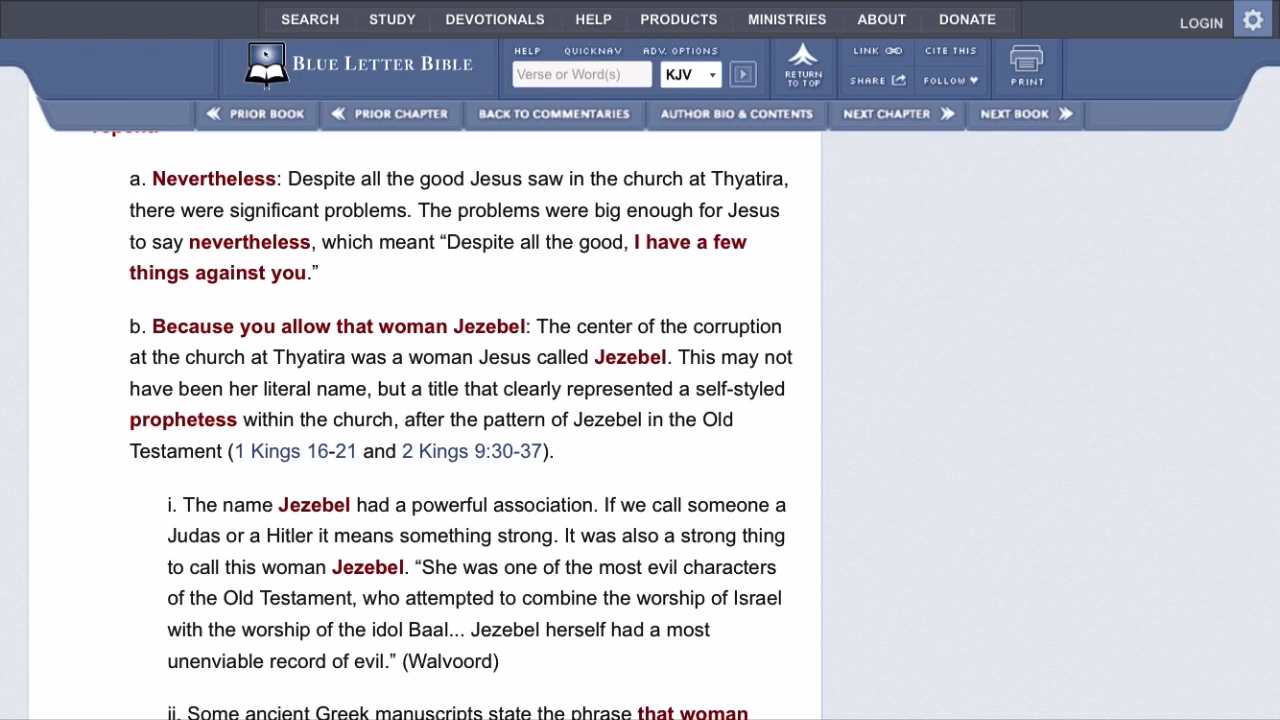 SEARCH STUDY DEVOTIONALS HELP PRODUCTS MINISTRIES ABOUT DONATE LOGIN
HELP QUICKNAV ADV. OPTIONS
BLUE LETTER BIBLE
Verse or Word(s) KJV
RETURN TO TOP
LINK CITE THIS
SHARE FOLLOW
PRINT
PRIOR BOOK PRIOR CHAPTER BACK TO COMMENTARIES AUTHOR BIO & CONTENTS NEXT CHAPTER NEXT BOOK
a. Nevertheless: Despite all the good Jesus saw in the church at Thyatira,
there were significant problems. The problems were big enough for Jesus
to say nevertheless, which meant “Despite all the good, I have a few
things against you.”
b. Because you allow that woman Jezebel: The center of the corruption
at the church at Thyatira was a woman Jesus called Jezebel. This may not
have been her literal name, but a title that clearly represented a self-styled
prophetess within the church, after the pattern of Jezebel in the Old
Testament (1 Kings 16-21 and 2 Kings 9:30-37).
i. The name Jezebel had a powerful association. If we call someone a
Judas or a Hitler it means something strong. It was also a strong thing
to call this woman Jezebel. “She was one of the most evil characters
of the Old Testament, who attempted to combine the worship of Israel
with the worship of the idol Baal... Jezebel herself had a most
unenviable record of evil.” (Walvoord)
ii. Some ancient Greek manuscripts state the phrase that woman